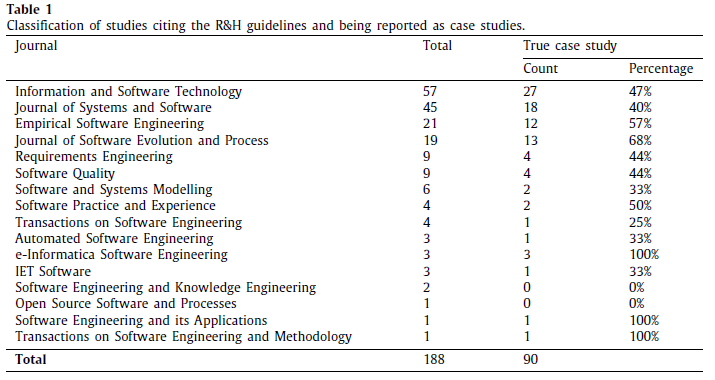 Table 1
Classification of studies citing the R&H guidelines and being reported as case studies.
Journal Total True case study
Count Percentage
Information and Software Technology 57 27 47%
Journal of Systems and Software 45 18 40%
Empirical Software Engineering 21 12 57%
Journal of Software Evolution and Process 19 13 68%
Requirements Engineering 9 4 44%
Software Quality 9 4 44%
Software and Systems Modelling 6 2 33%
Software Practice and Experience 4 2 50%
Transactions on Software Engineering 4 1 25%
Automated Software Engineering 3 1 33%
e-Informatica Software Engineering 3 3 100%
IET Software 3 1 33%
Software Engineering and Knowledge Engineering 2 0 0%
Open Source Software and Processes 1 0 0%
Software Engineering and its Applications 1 1 100%
Transactions on Software Engineering and Methodology 1 1 100%
Total 188 90